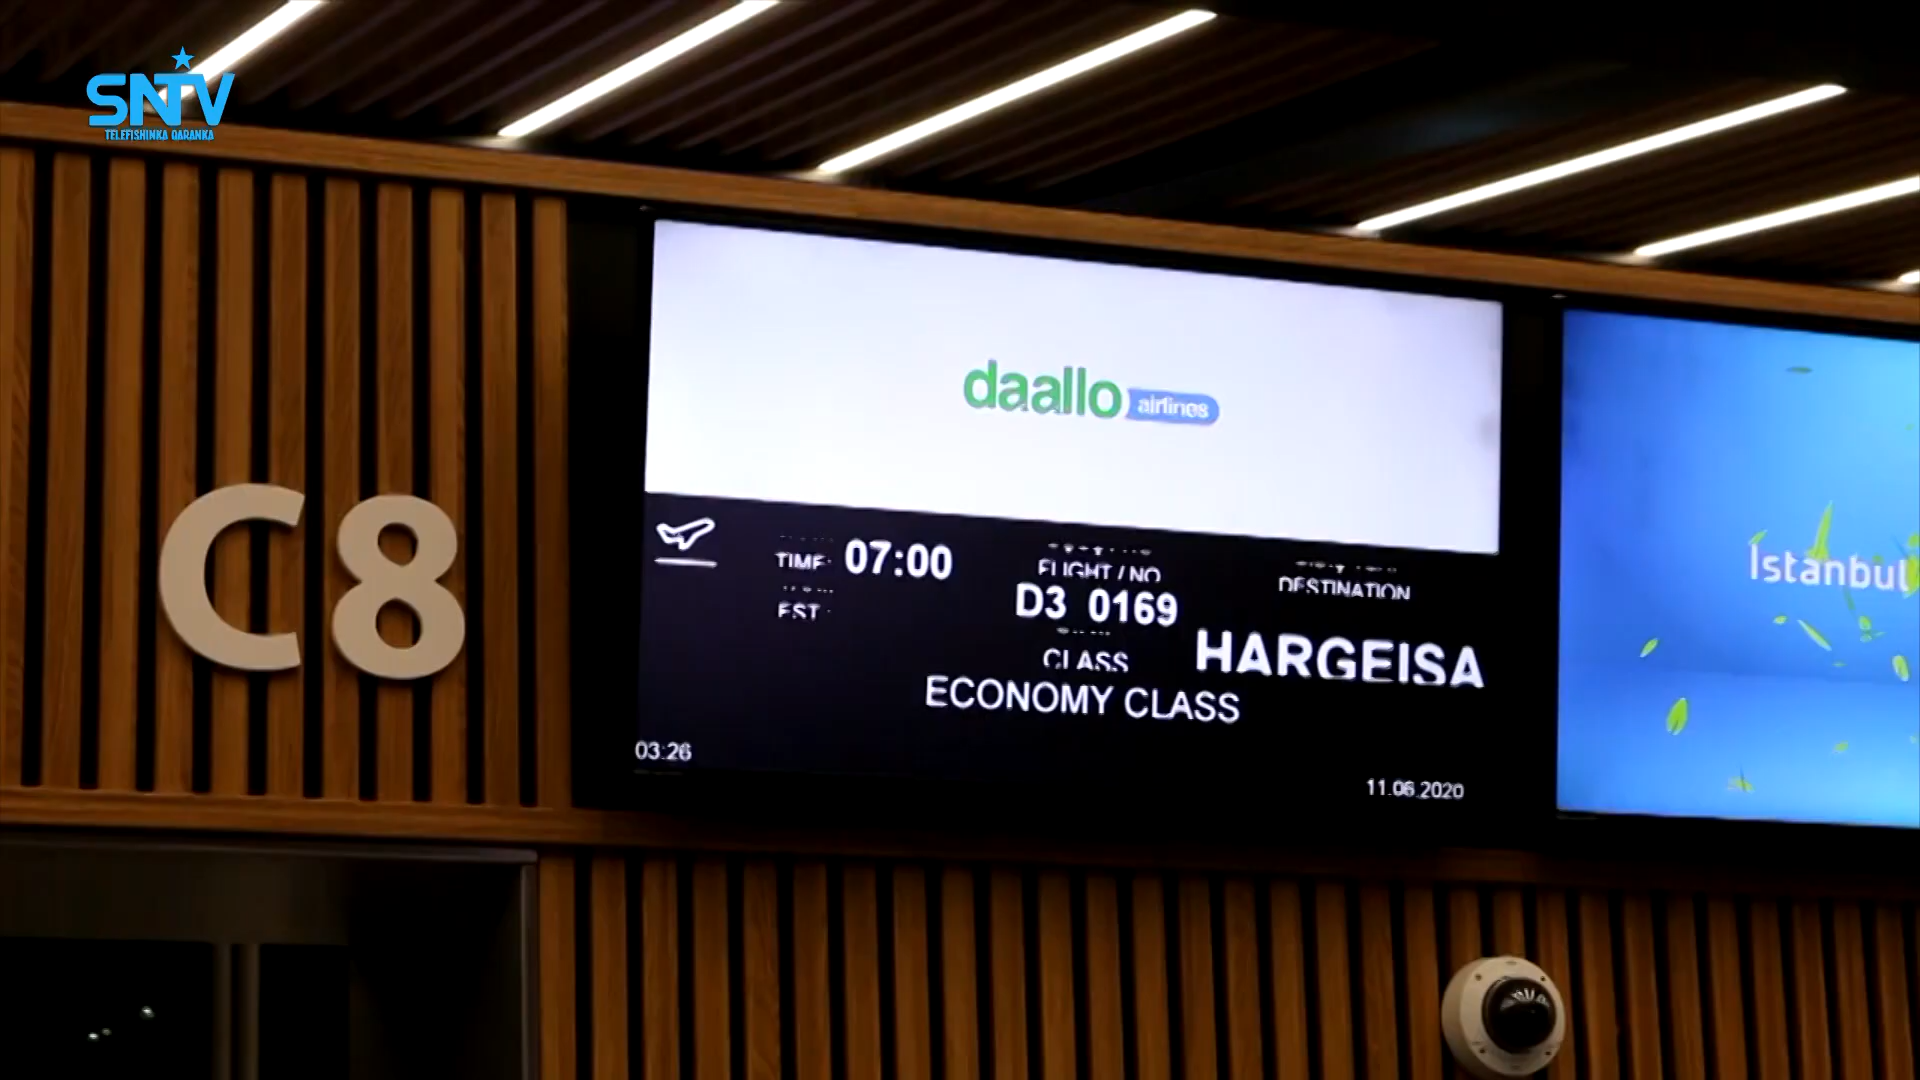 SNTV
TELEFISHINKA QARANKA
C8
daallo airlines
TIME: 07:00
EST :
FLIGHT / NO
D3 0169
DESTINATION
HARGEISA
CLASS
ECONOMY CLASS
03:26
11.06.2020
Istanbul